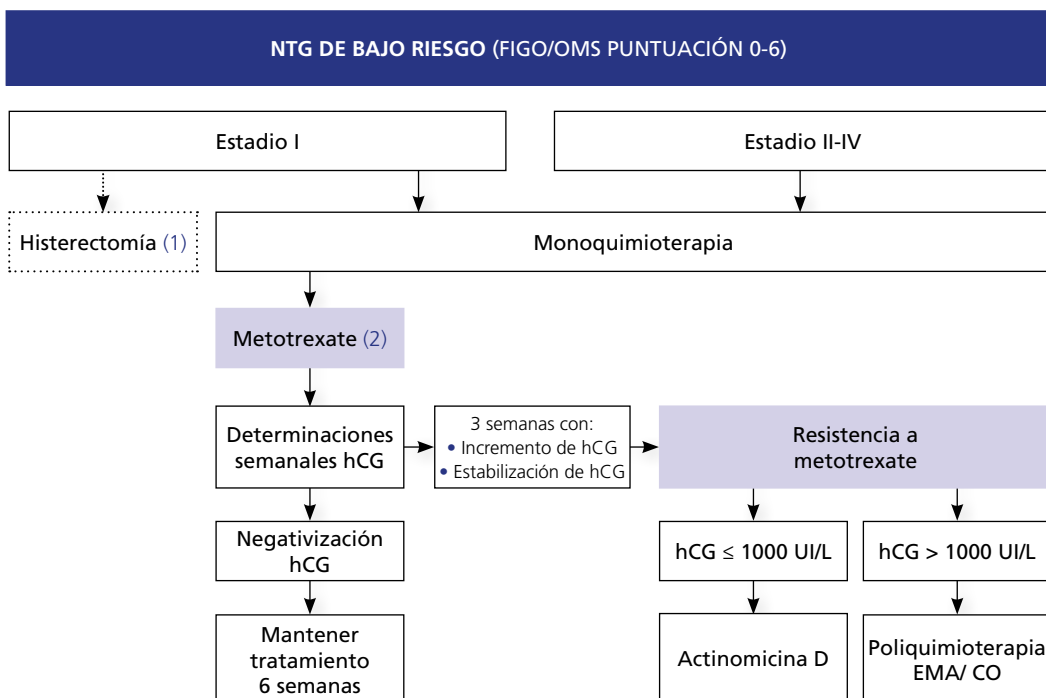 NTG DE BAJO RIESGO (FIGO/OMS PUNTUACIÓN 0-6)
Estadio I
Estadio II-IV
Histerectomía (1)
Monoquimioterapia
Metotrexate (2)
Determinaciones
semanales hCG
3 semanas con:
• Incremento de hCG
• Estabilización de hCG
Resistencia a
metotrexate
Negativización
hCG
hCG ≤ 1000 UI/L
hCG > 1000 UI/L
Mantener
tratamiento
6 semanas
Actinomicina D
Poliquimioterapia
EMA/ CO